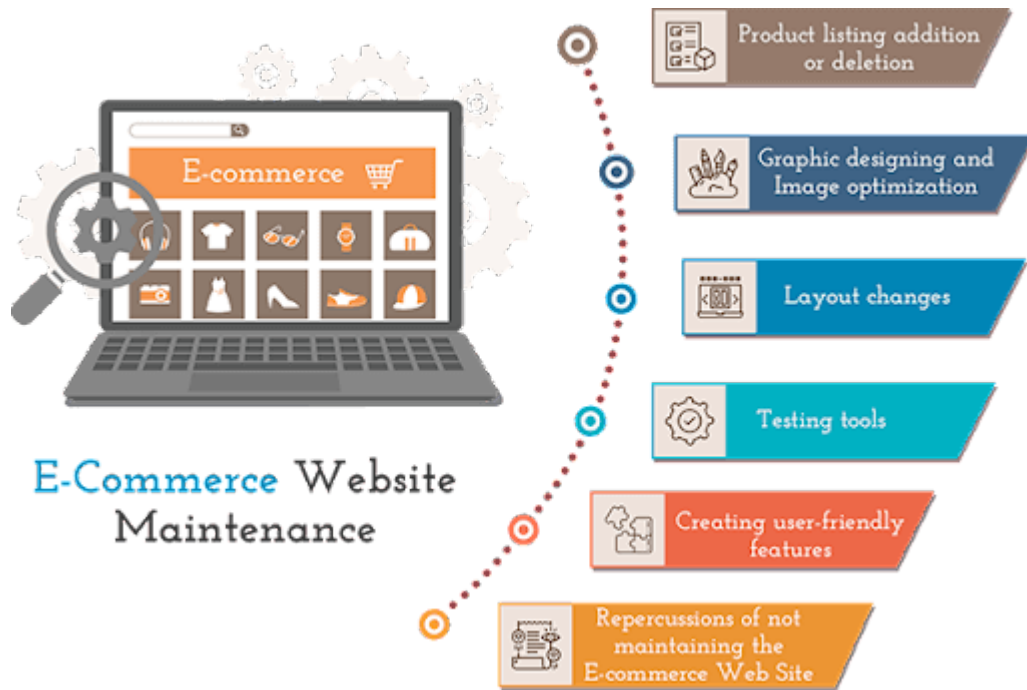 E-commerce
E-Commerce Website
Maintenance
Product listing addition
or deletion
Graphic designing and
Image optimization
Layout changes
Testing tools
Creating user-friendly
features
Repercussions of not
maintaining the
E-commerce Web Site